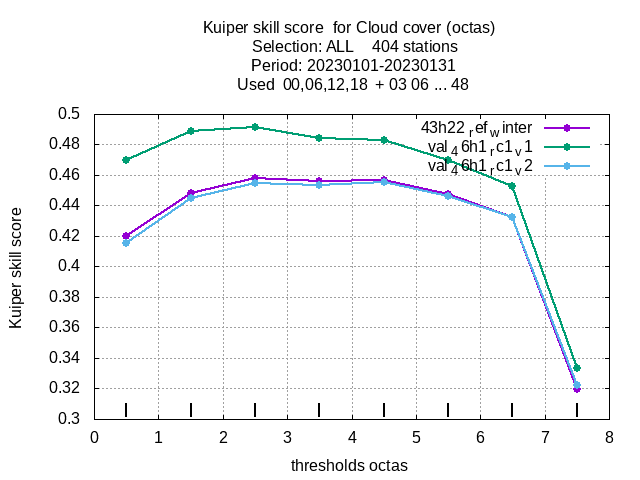 Kuiper skill score  for Cloud cover (octas)
Selection: ALL    404 stations
Period: 20230101-20230131
Used  00,06,12,18  + 03 06 ... 48
0.5
0.48
0.46
0.44
0.42
0.4
0.38
0.36
0.34
0.32
0.3
Kuiper skill score
43h22refwinter
val46h1rc1v1
val46h1rc1v2
0 1 2 3 4 5 6 7 8
thresholds octas